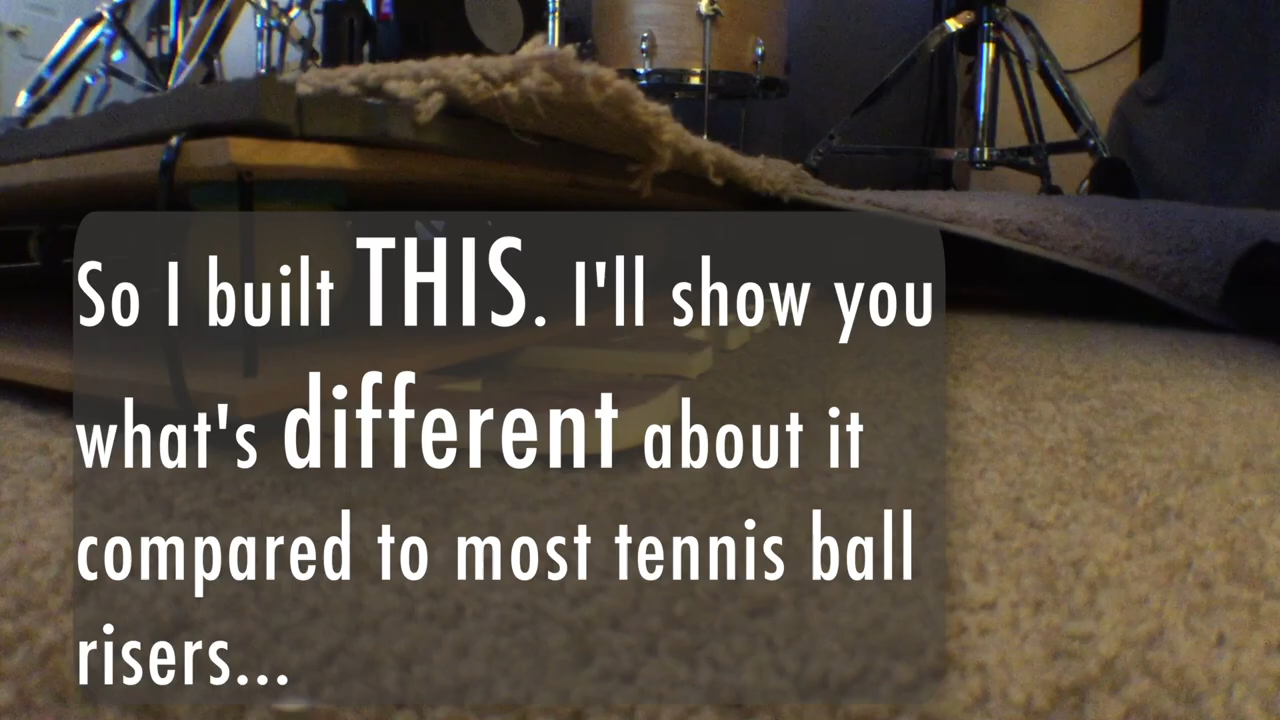 So I built THIS. I'll show you
what's different about it
compared to most tennis ball
risers...